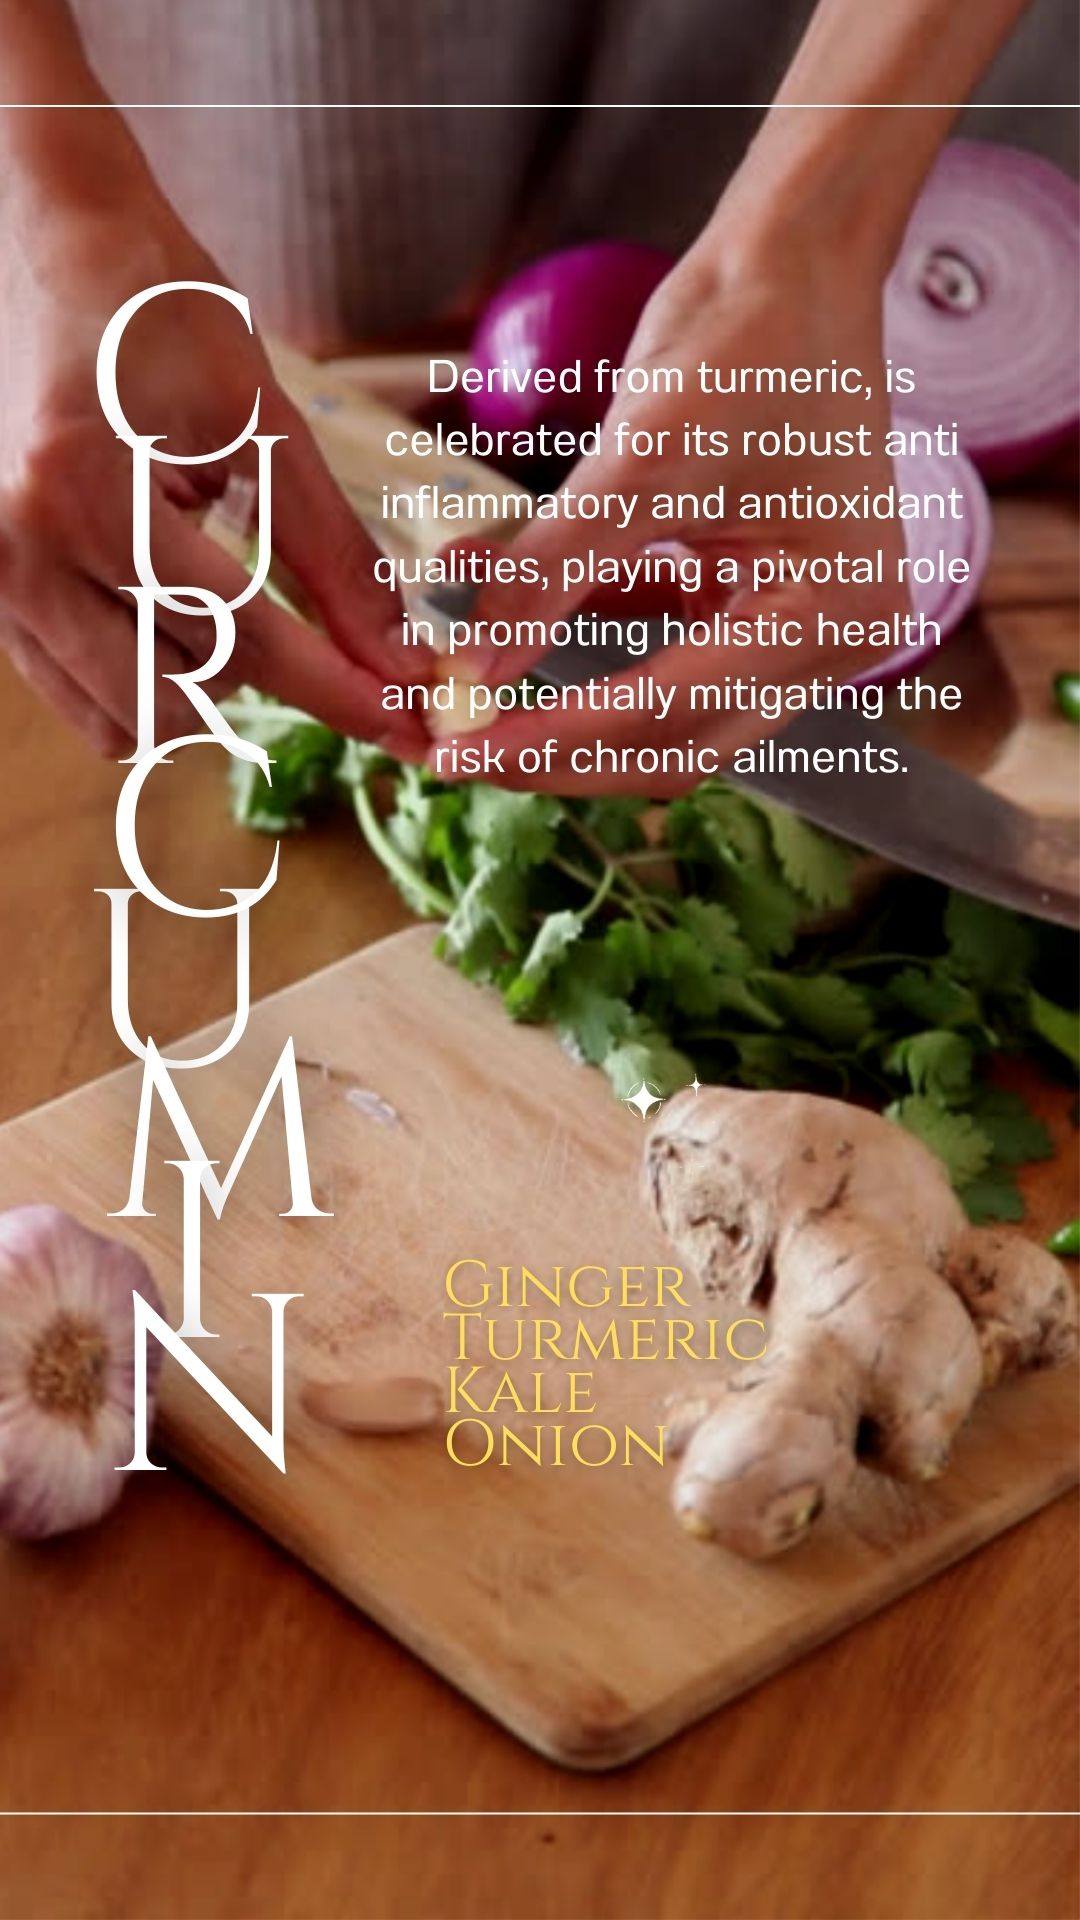 CURCUMIN
Derived from turmeric, is
celebrated for its robust anti
inflammatory and antioxidant
qualities, playing a pivotal role
in promoting holistic health
and potentially mitigating the
risk of chronic ailments.
Ginger
Turmeric
Kale
Onion